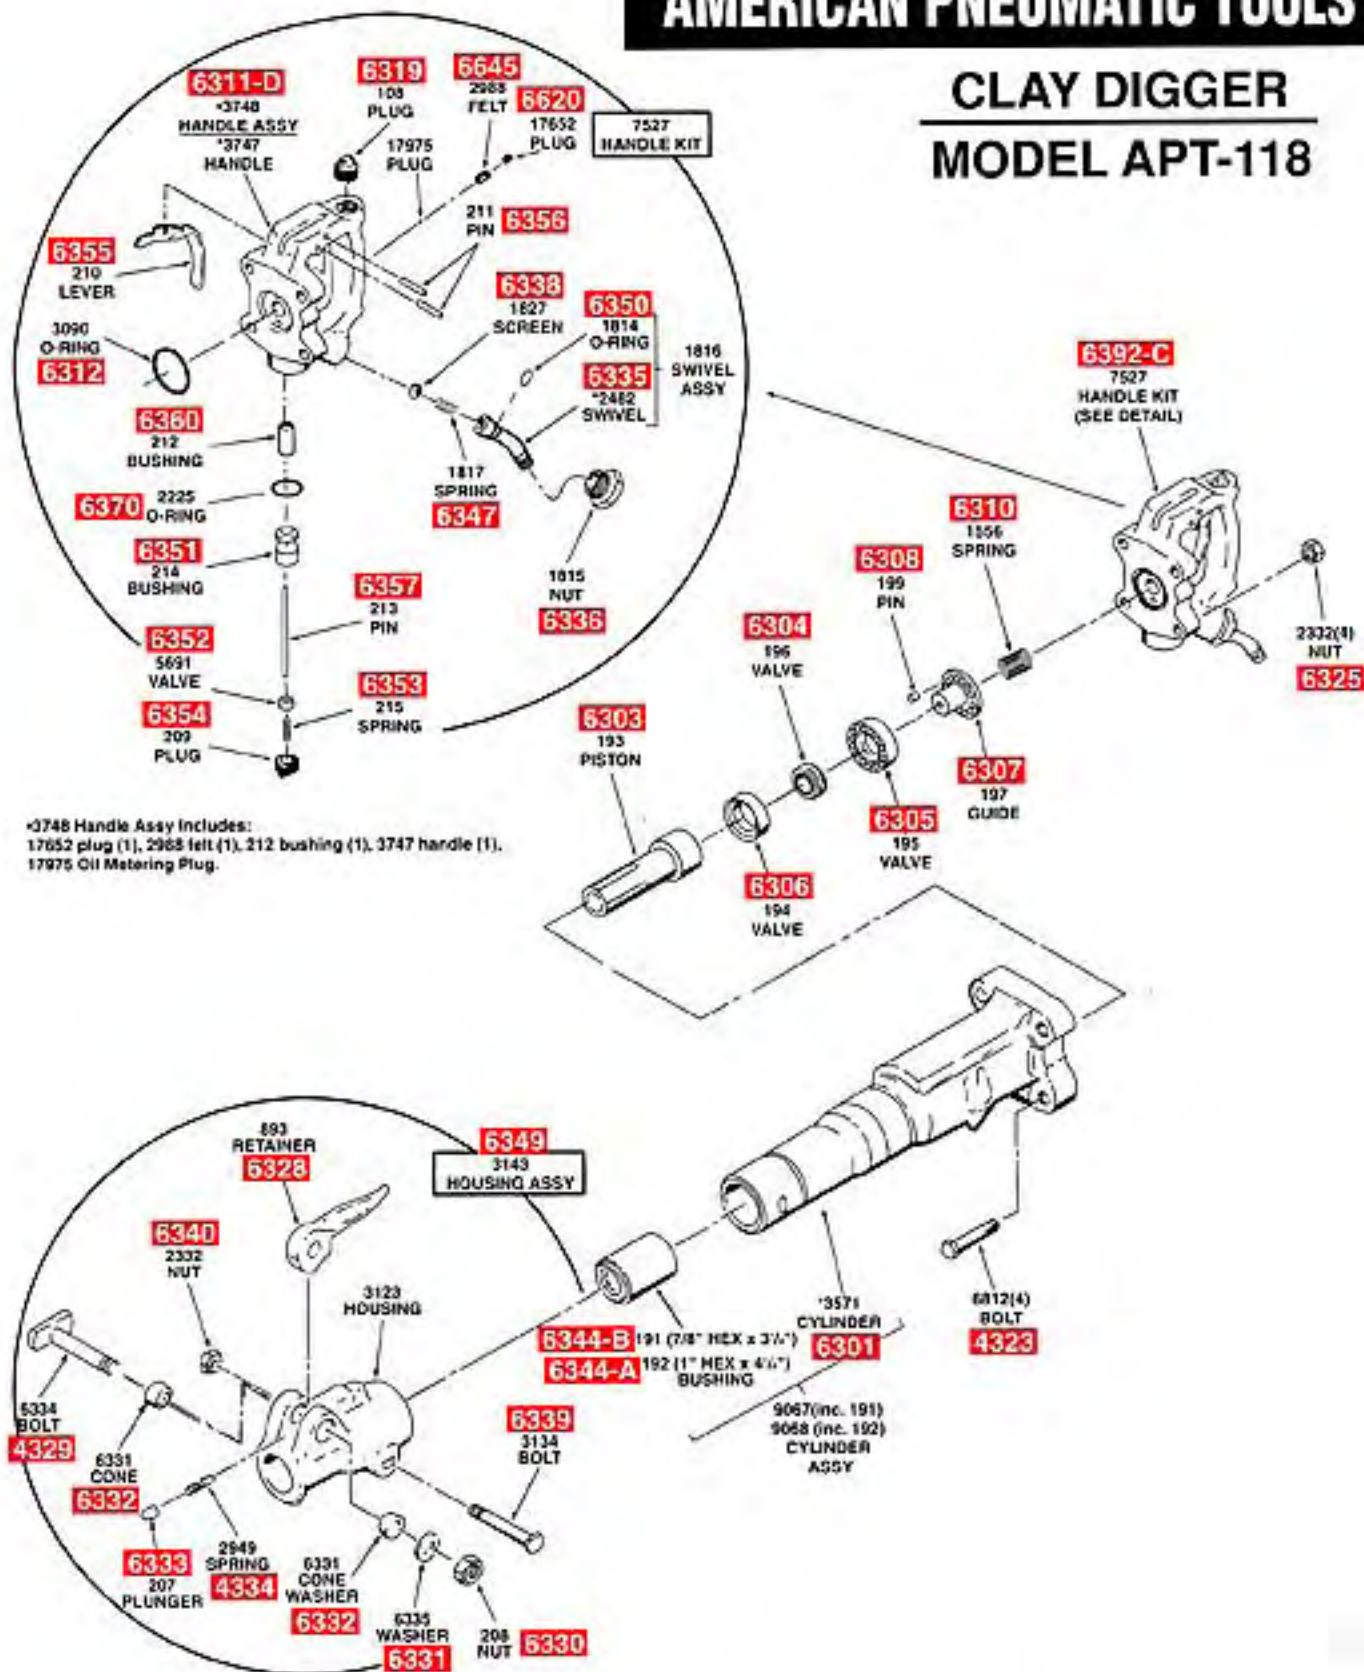 AMERICAN PNEUMATIC TOOLS
CLAY DIGGER
MODEL APT-118
6311-D
*3748
HANDLE ASSY
*3747
HANDLE
6319
108
PLUG
6645
2988
FELT
6620
17652
PLUG
7527
HANDLE KIT
17975
PLUG
211
PIN
6356
6355
210
LEVER
6338
1827
SCREEN
6350
1814
O-RING
6335
*2482
SWIVEL
1816
SWIVEL
ASSY
3090
O-RING
6312
6360
212
BUSHING
1817
SPRING
6347
6370
2225
O-RING
6351
214
BUSHING
1815
NUT
6336
6357
213
PIN
6352
5691
VALVE
6353
215
SPRING
6354
209
PLUG
6392-C
7527
HANDLE KIT
(SEE DETAIL)
6310
1556
SPRING
6308
199
PIN
2332(4)
NUT
6325
6304
196
VALVE
6303
193
PISTON
6307
197
GUIDE
6305
195
VALVE
6306
194
VALVE
*3748 Handle Assy Includes:
17652 plug (1), 2988 felt (1), 212 bushing (1), 3747 handle (1),
17975 Oil Metering Plug.
893
RETAINER
6328
6349
3143
HOUSING ASSY
6340
2332
NUT
3123
HOUSING
6334
BOLT
4329
6331
CONE
6332
6333
207
PLUNGER
2949
SPRING
4334
6331
CONE
WASHER
6332
6335
WASHER
6331
208
NUT
6330
6339
3134
BOLT
6344-B 191 (7/8" HEX x 3¼")
6344-A 192 (1" HEX x 4¼")
BUSHING
*3571
CYLINDER
6301
9067(inc. 191)
9068 (inc. 192)
CYLINDER
ASSY
6812(4)
BOLT
4323